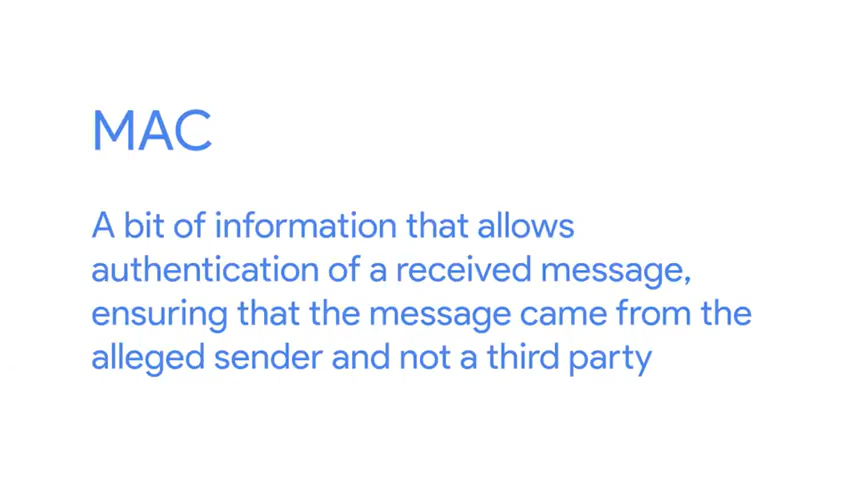 MAC
A bit of information that allows
authentication of a received message,
ensuring that the message came from the
alleged sender and not a third party